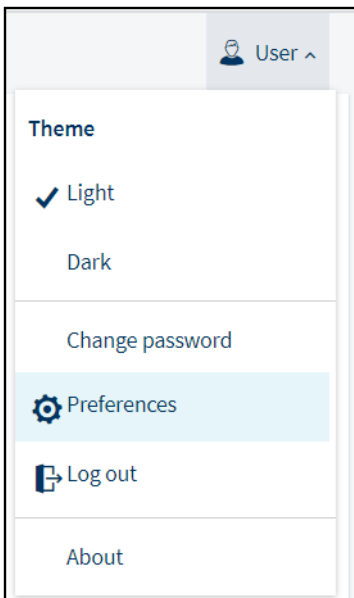 User
Theme
Light
Dark
Change password
Preferences
Log out
About